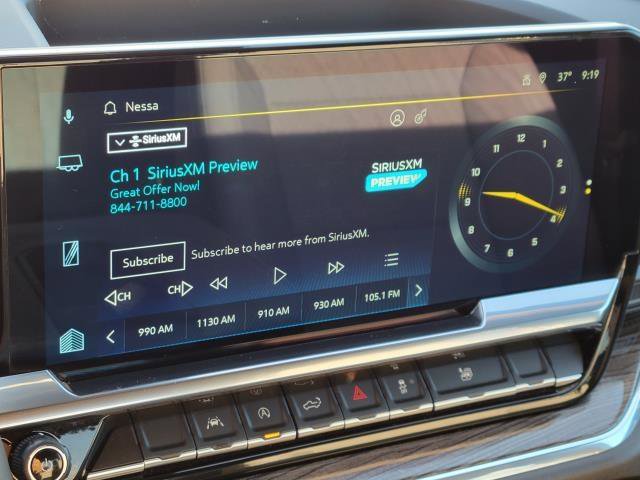 Nessa
37° 9:19
SiriusXM
Ch 1 SiriusXM Preview
Great Offer Now!
844-711-8800
SIRIUSXM
PREVIEW
Subscribe
Subscribe to hear more from SiriusXM.
CH
CH
990 AM
1130 AM
910 AM
930 AM
105.1 FM
12
1
2
3
4
5
6
7
8
9
10
11